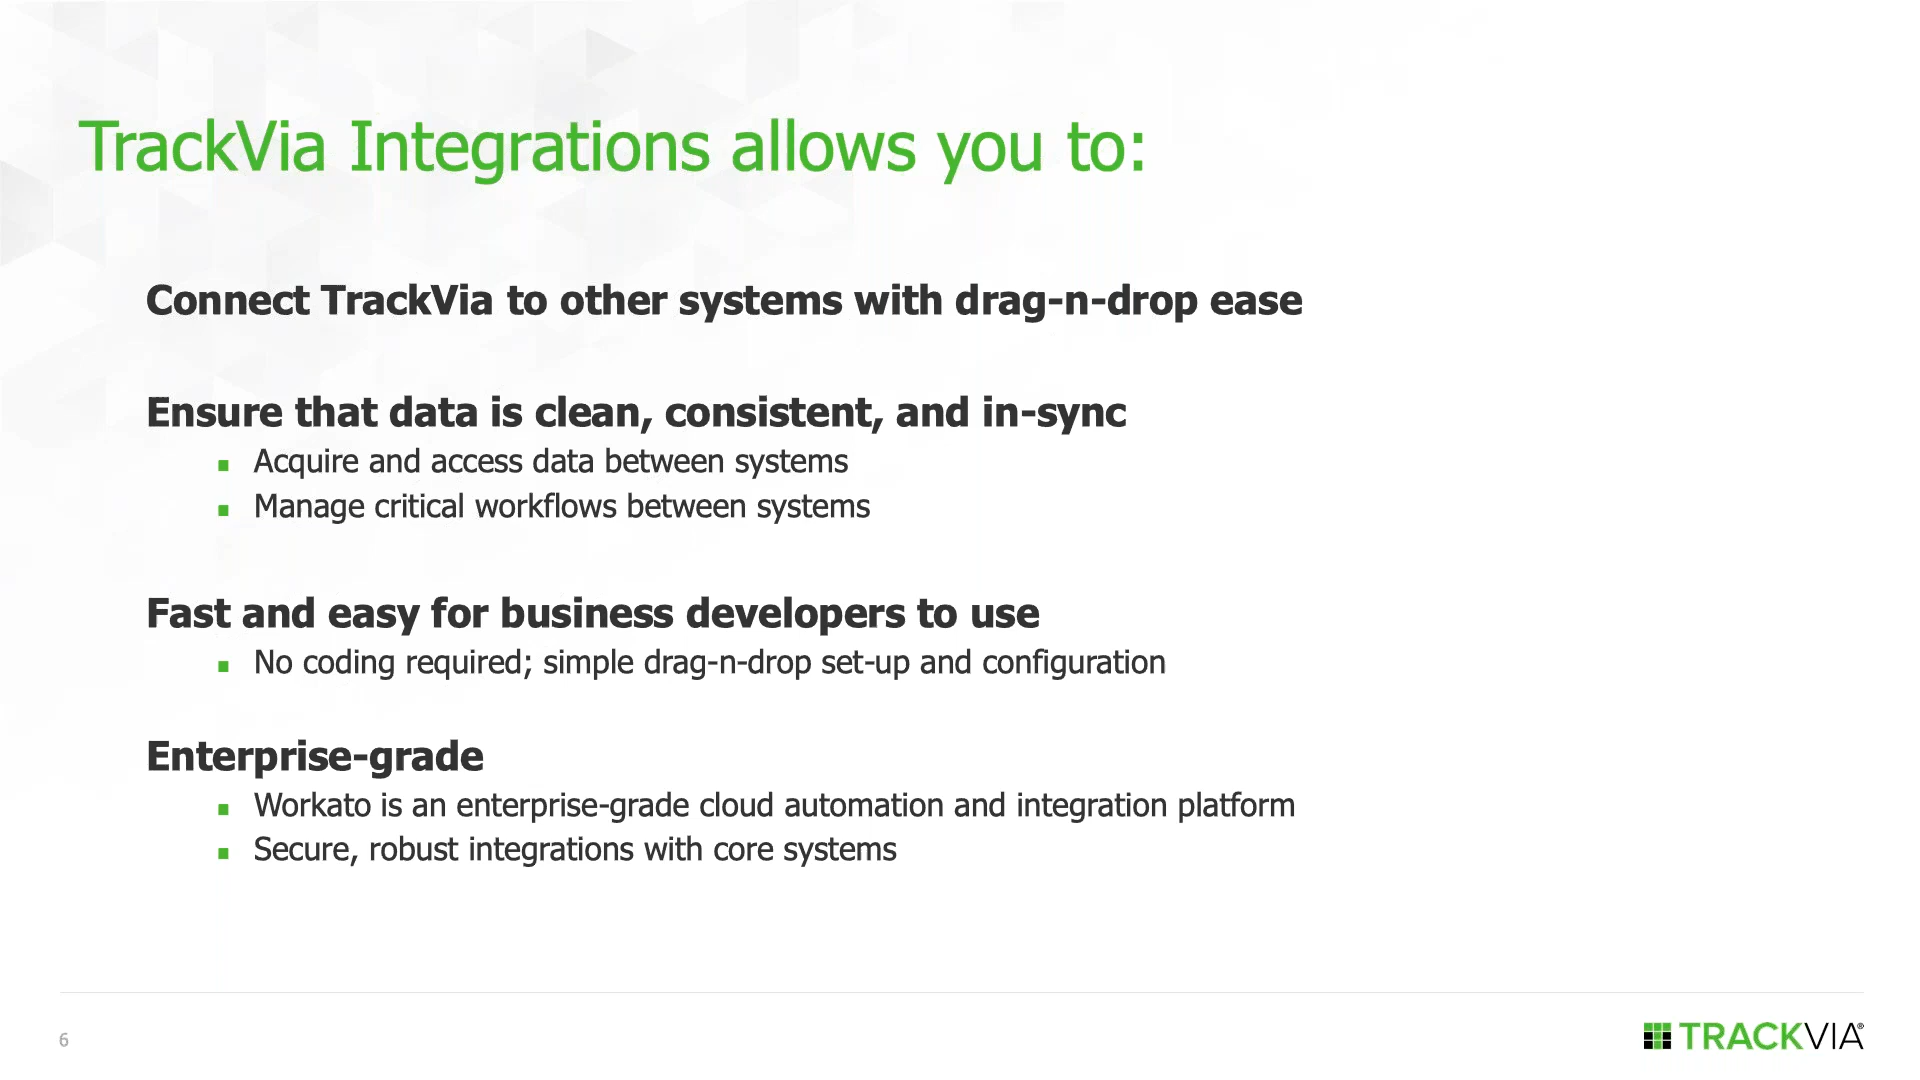 TrackVia Integrations allows you to:
Connect TrackVia to other systems with drag-n-drop ease
Ensure that data is clean, consistent, and in-sync
Acquire and access data between systems
Manage critical workflows between systems
Fast and easy for business developers to use
No coding required; simple drag-n-drop set-up and configuration
Enterprise-grade
Workato is an enterprise-grade cloud automation and integration platform
Secure, robust integrations with core systems
6
TRACKVIA®